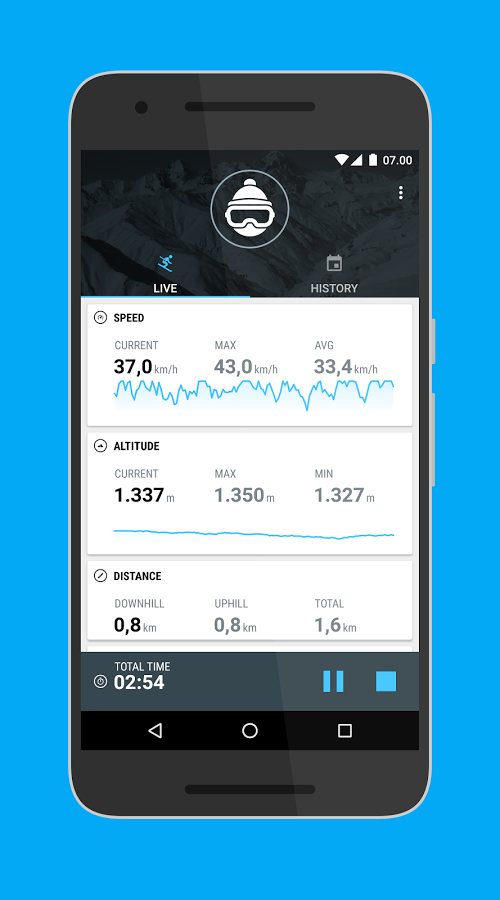 07.00
LIVE HISTORY
SPEED
CURRENT MAX AVG
37,0 km/h 43,0 km/h 33,4 km/h
ALTITUDE
CURRENT MAX MIN
1.337 m 1.350 m 1.327 m
DISTANCE
DOWNHILL UPHILL TOTAL
0,8 km 0,8 km 1,6 km
TOTAL TIME
02:54